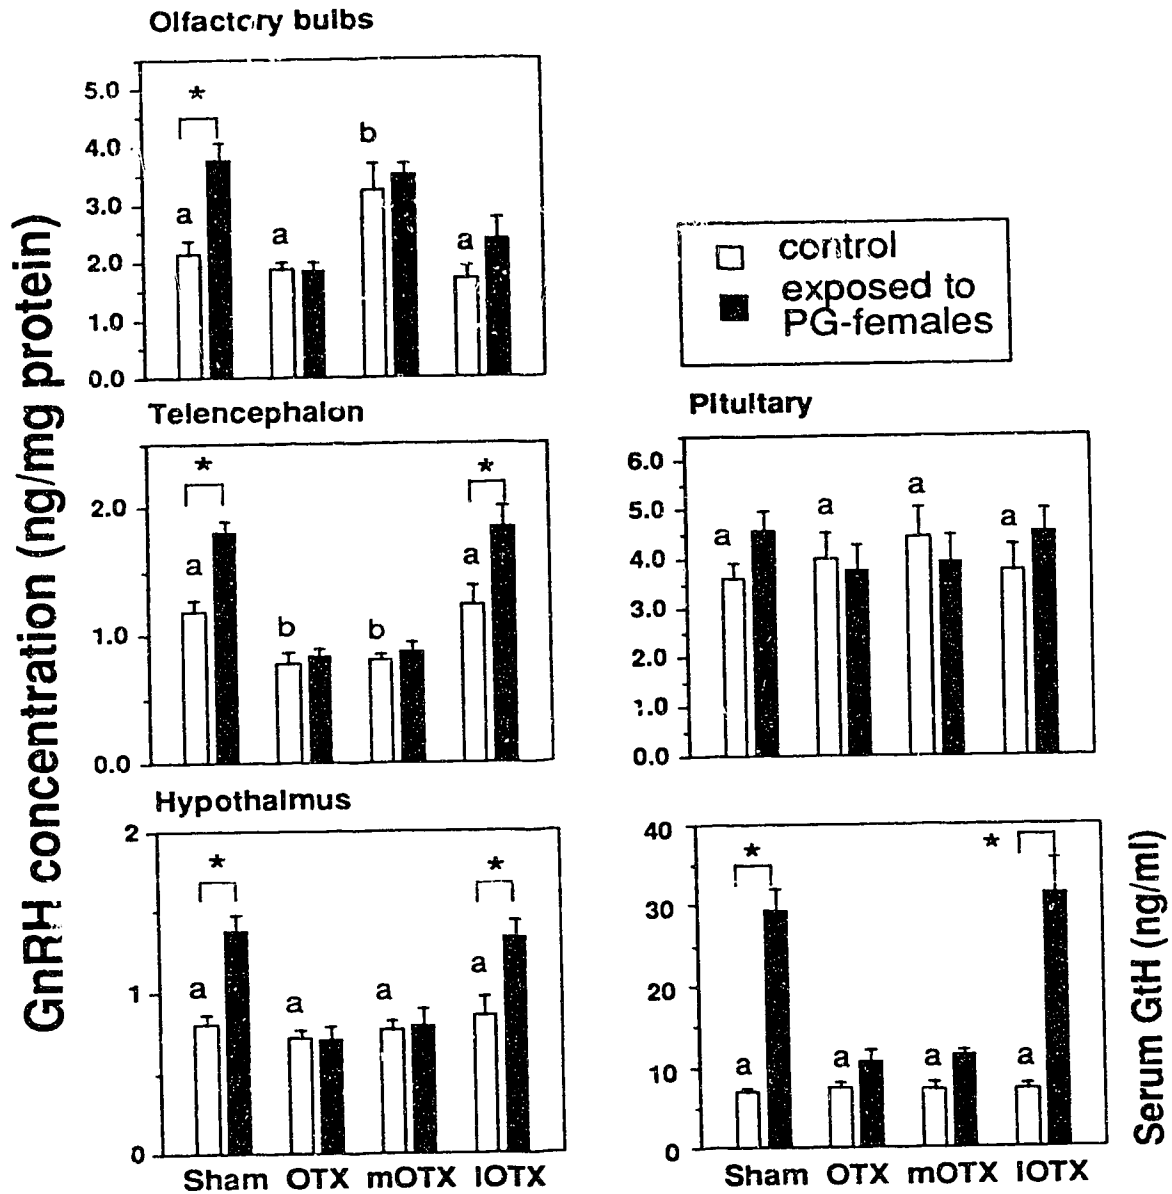 Olfactory bulbs
5.0
4.0
3.0
2.0
1.0
0.0
*
a
a
b
a
control
exposed to
PG-females
GnRH concentration (ng/mg protein)
Telencephalon
2.0
1.0
0.0
*
*
a
b
b
a
Pituitary
6.0
5.0
4.0
3.0
2.0
1.0
0.0
a
a
a
a
Hypothalmus
2
1
0
*
*
a
a
a
a
Sham OTX mOTX lOTX
40
30
20
10
0
*
*
a
a
a
a
Sham OTX mOTX lOTX
Serum GtH (ng/ml)